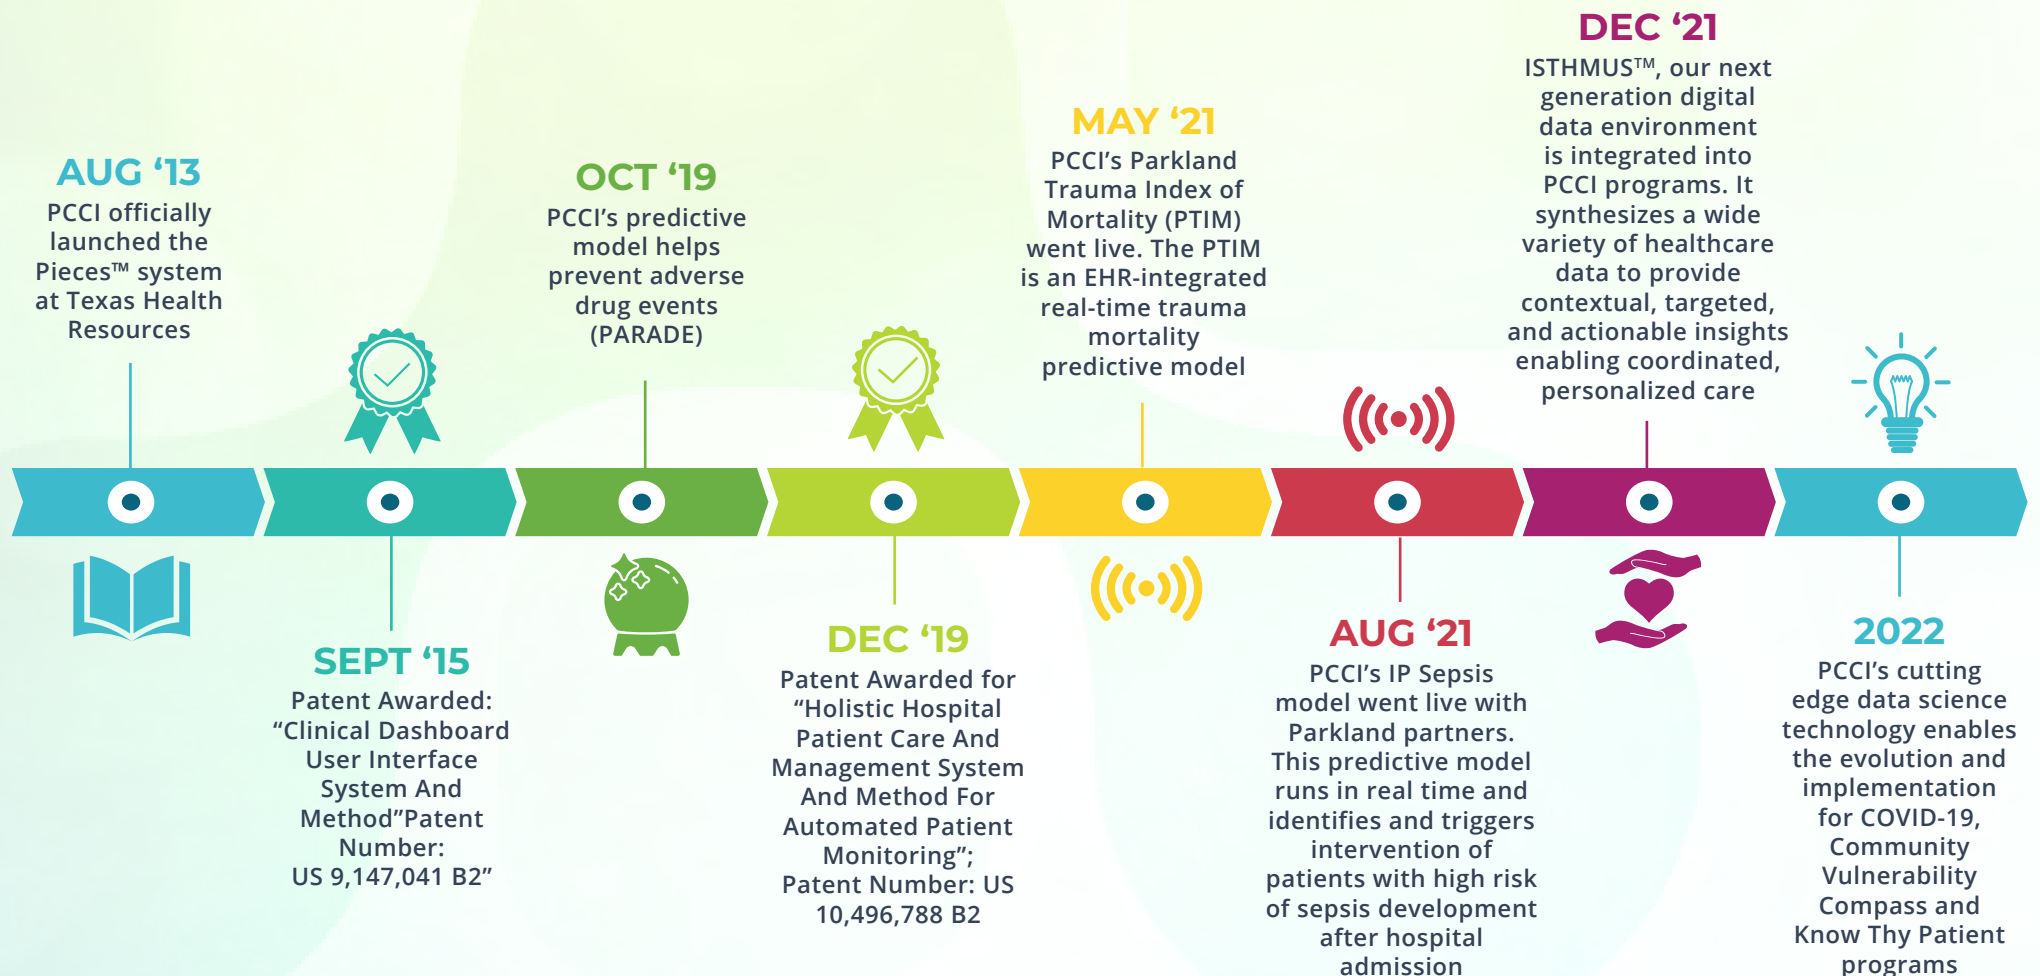 AUG ‘13
PCCI officially
launched the
Pieces™ system
at Texas Health
Resources
SEPT ‘15
Patent Awarded:
“Clinical Dashboard
User Interface
System And
Method”Patent
Number:
US 9,147,041 B2”
OCT ‘19
PCCI’s predictive
model helps
prevent adverse
drug events
(PARADE)
DEC ‘19
Patent Awarded for
“Holistic Hospital
Patient Care And
Management System
And Method For
Automated Patient
Monitoring”;
Patent Number: US
10,496,788 B2
MAY ‘21
PCCI’s Parkland
Trauma Index of
Mortality (PTIM)
went live. The PTIM
is an EHR-integrated
real-time trauma
mortality
predictive model
AUG ‘21
PCCI’s IP Sepsis
model went live with
Parkland partners.
This predictive model
runs in real time and
identifies and triggers
intervention of
patients with high risk
of sepsis development
after hospital
admission
DEC ‘21
ISTHMUS™, our next
generation digital
data environment
is integrated into
PCCI programs. It
synthesizes a wide
variety of healthcare
data to provide
contextual, targeted,
and actionable insights
enabling coordinated,
personalized care
2022
PCCI’s cutting
edge data science
technology enables
the evolution and
implementation
for COVID-19,
Community
Vulnerability
Compass and
Know Thy Patient
programs